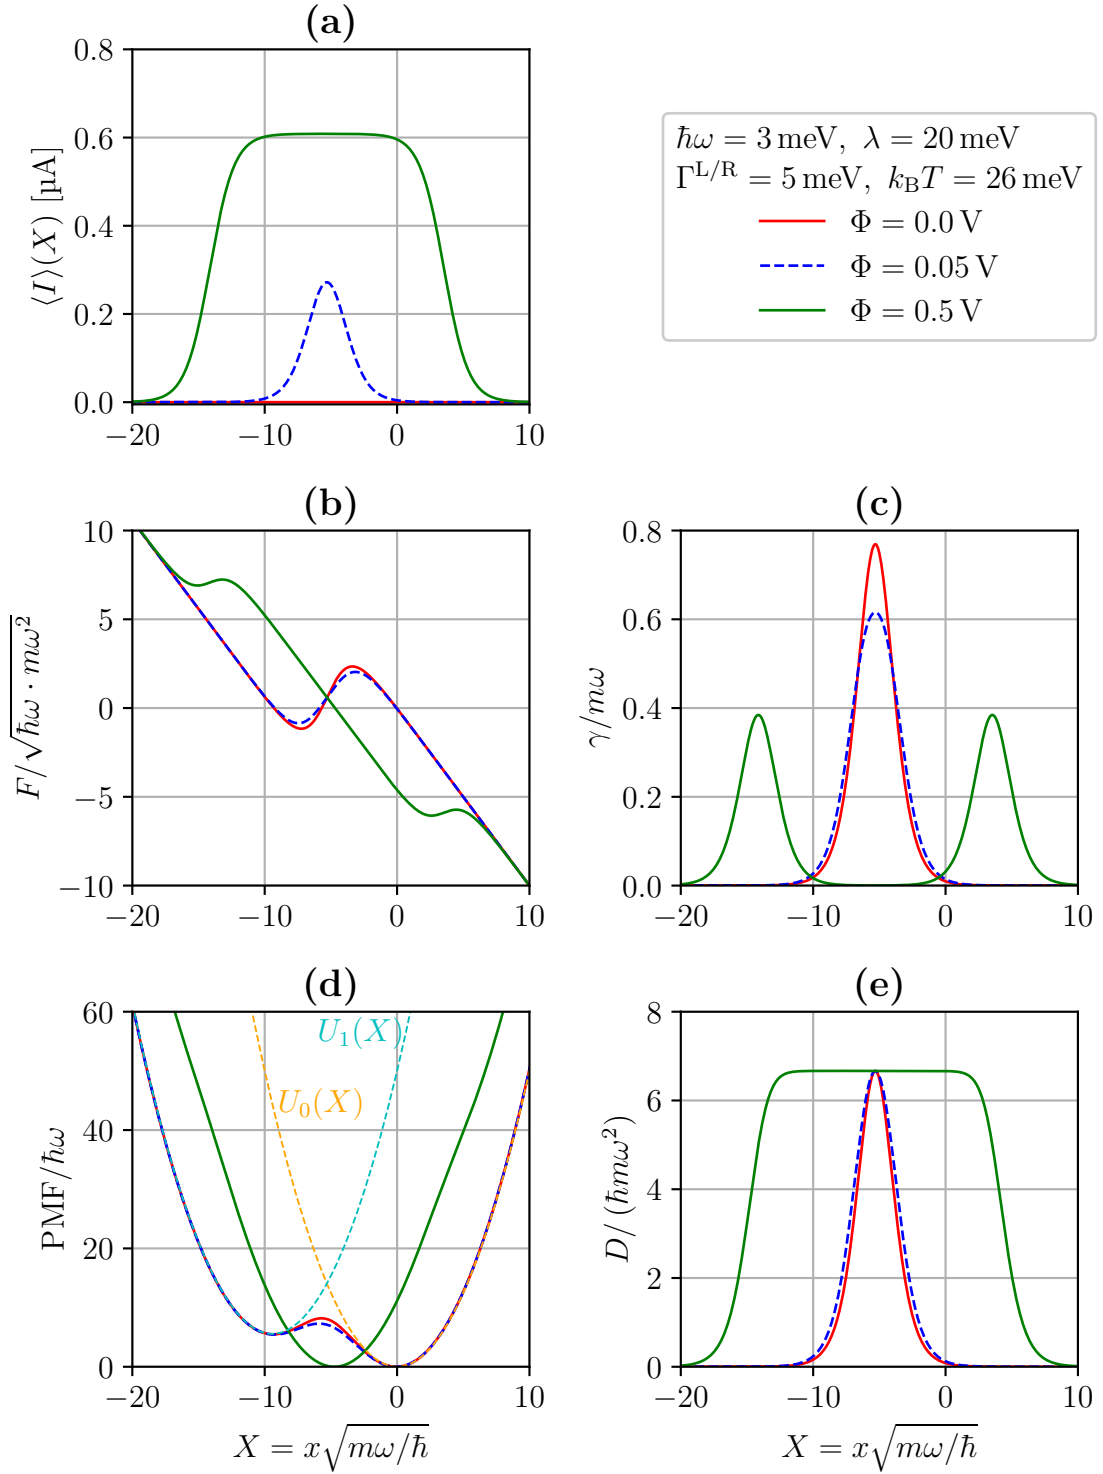 (a)
0.8
0.6
0.4
0.2
0.0
⟨I⟩(X) [µA]
−20 −10 0 10
ℏω = 3 meV, λ = 20 meV
Γ^{L/R} = 5 meV, k_BT = 26 meV
Φ = 0.0 V
Φ = 0.05 V
Φ = 0.5 V
(b)
10
5
0
−5
−10
F/√(ℏω · mω²)
−20 −10 0 10
(c)
0.8
0.6
0.4
0.2
0.0
γ/mω
−20 −10 0 10
(d)
60
40
20
0
PMF/ℏω
U₁(X)
U₀(X)
−20 −10 0 10
X = x√(mω/ℏ)
(e)
8
6
4
2
0
D/(ℏmω²)
−20 −10 0 10
X = x√(mω/ℏ)